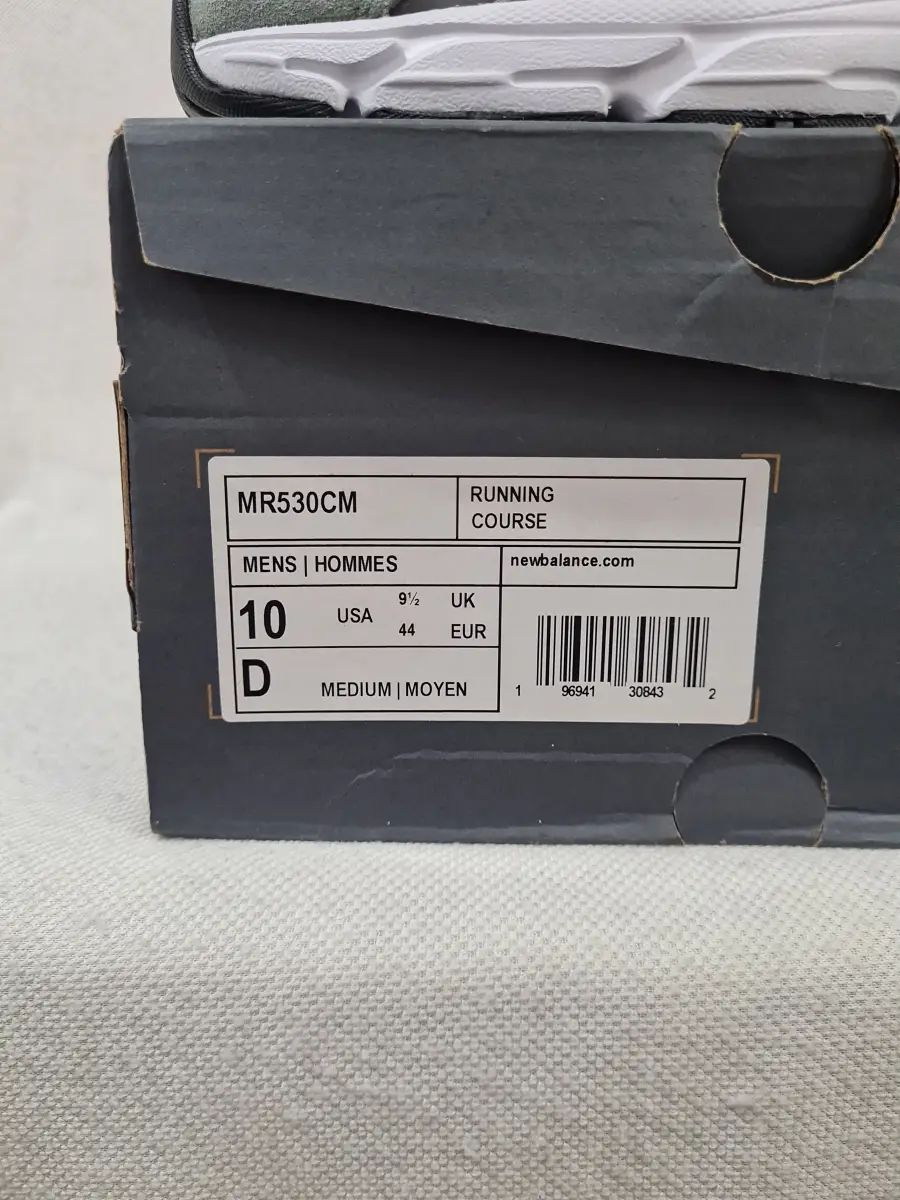 MR530CM
RUNNING
COURSE
MENS | HOMMES
newbalance.com
10 USA 9½ UK
44 EUR
D MEDIUM | MOYEN
1 96941 30843 2